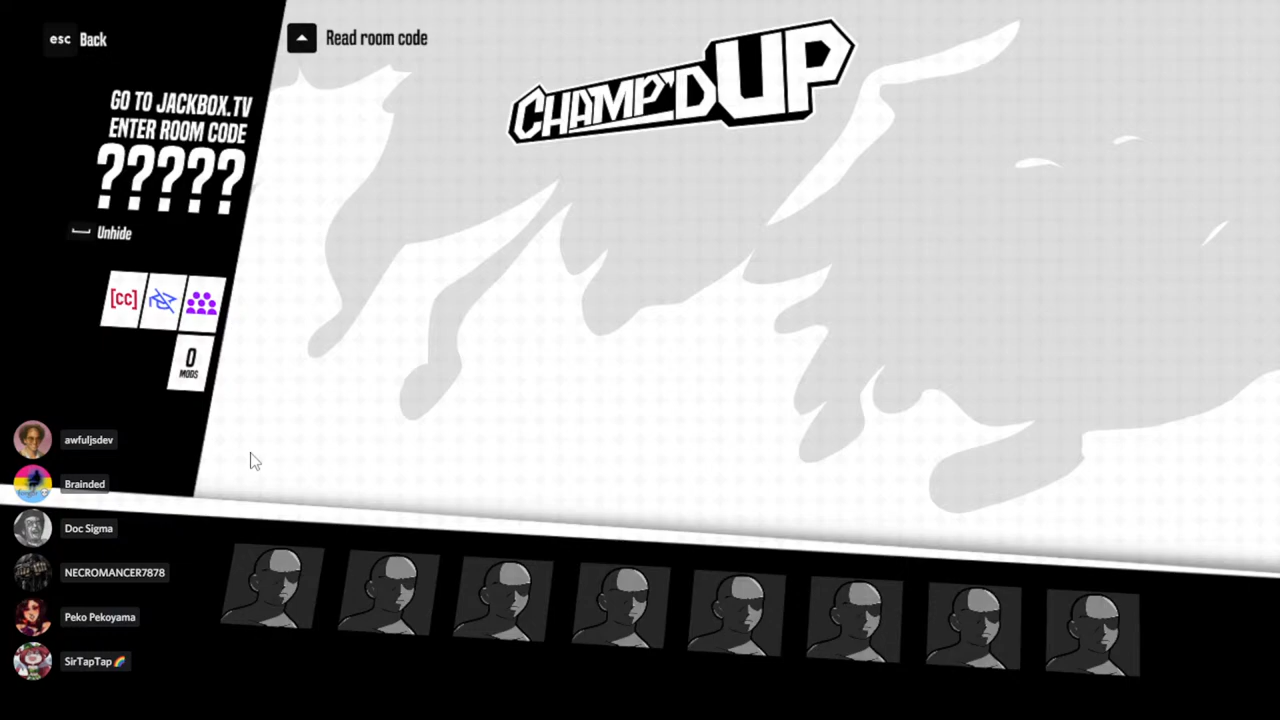 esc Back
Read room code
CHAMP'D UP
GO TO JACKBOX.TV
ENTER ROOM CODE
?????
Unhide
[CC]
0
MODS
awfuljsdev
Brainded
Doc Sigma
NECROMANCER7878
Peko Pekoyama
SirTapTap 🌈